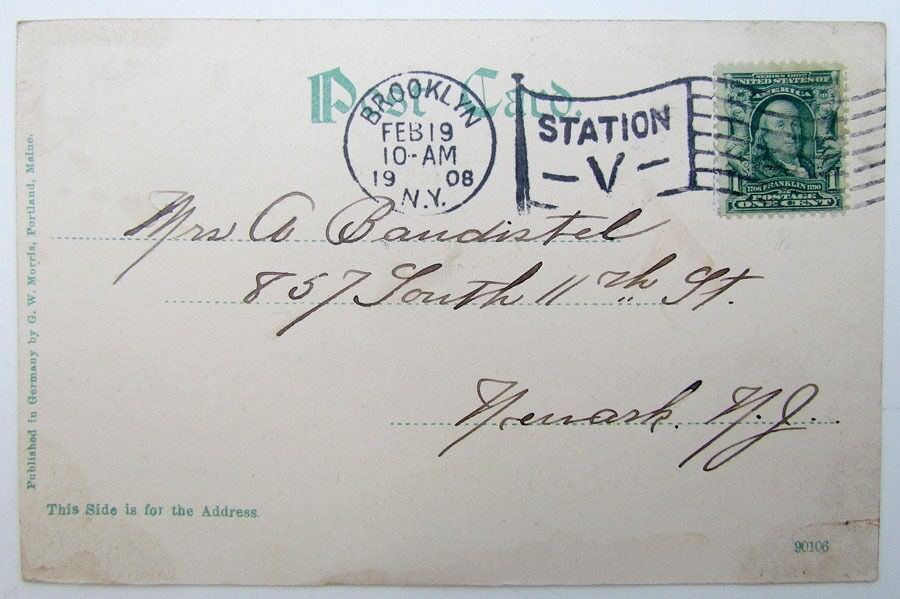 Post Card.
BROOKLYN
FEB 19
10-AM
19 08
N.Y.
STATION
-V-
SERIES 1902
UNITED STATES OF
AMERICA
1706 FRANKLIN 1790
1 1
POSTAGE
ONE CENT
Mrs A Bandistel
857 South 11th St.
Newark. N.J.
Published in Germany by G. W. Morris, Portland, Maine.
This Side is for the Address.
90106